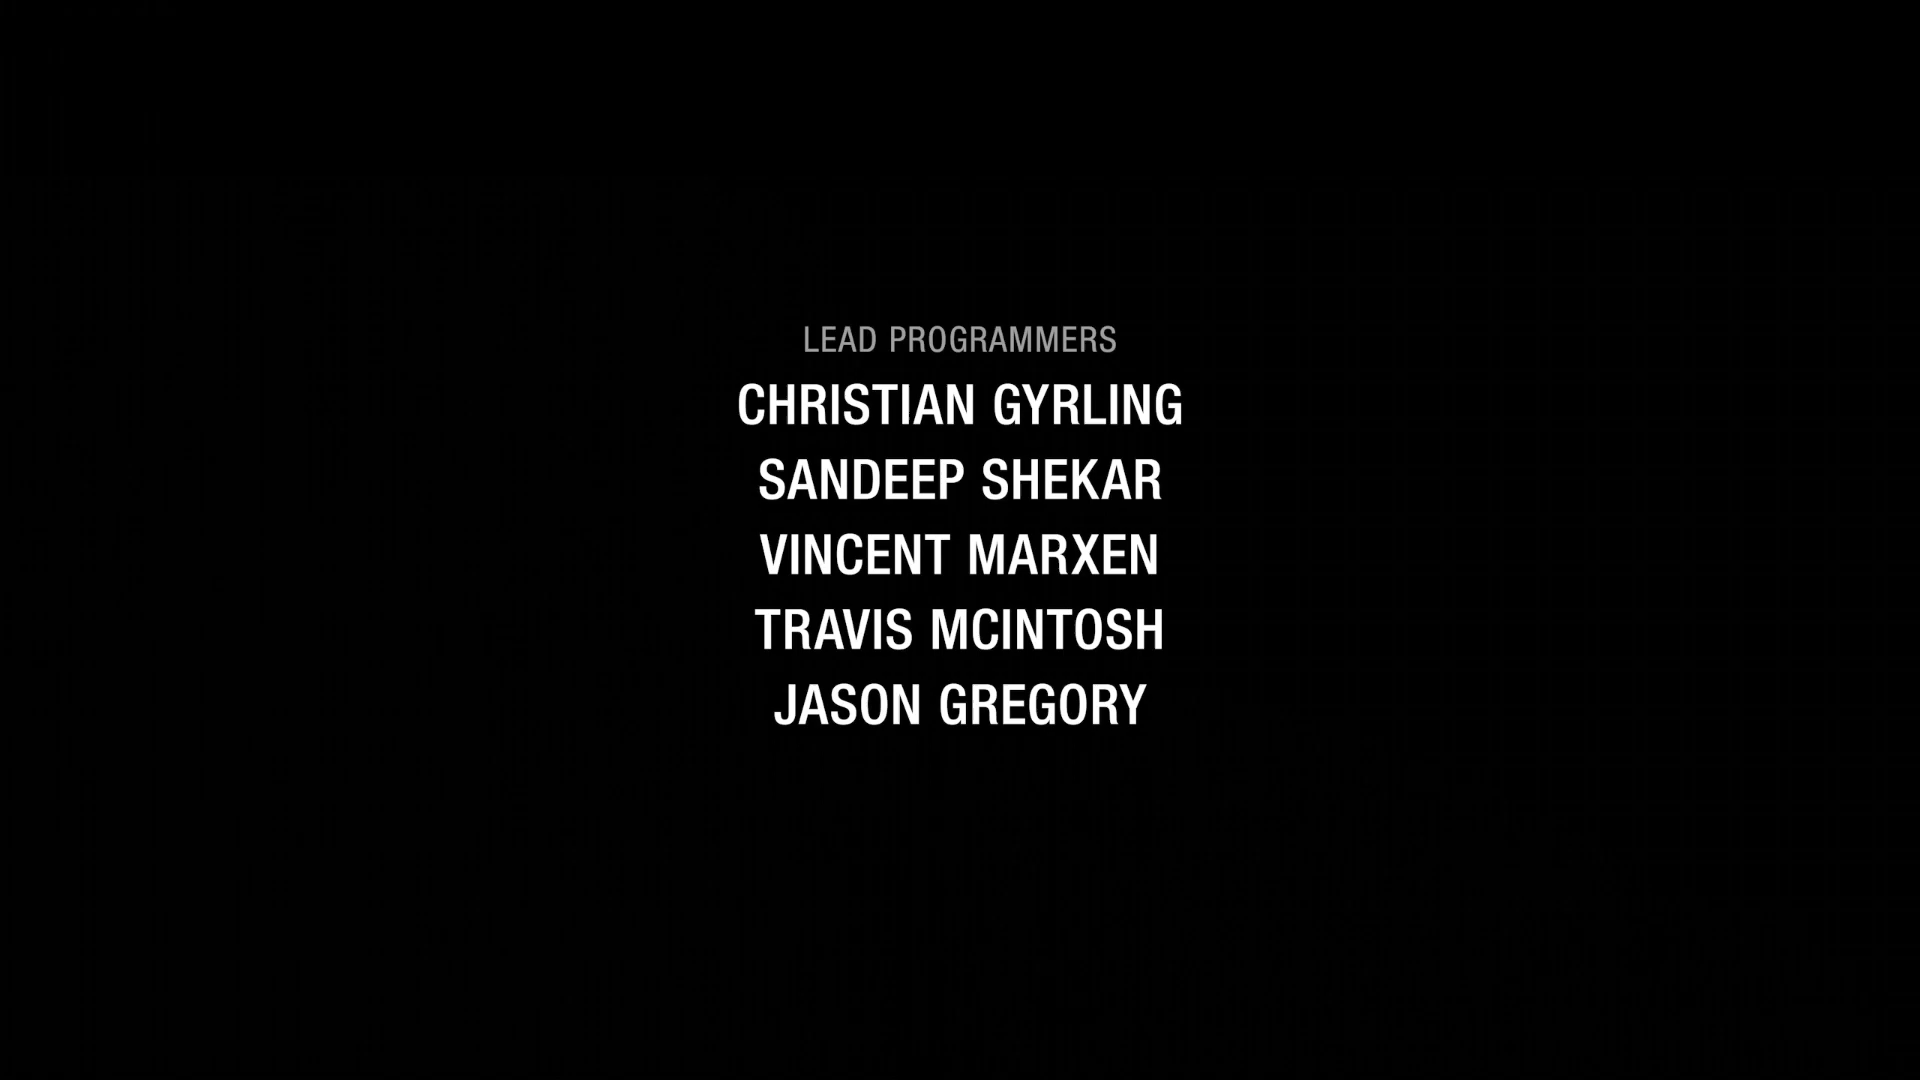 LEAD PROGRAMMERS
CHRISTIAN GYRLING
SANDEEP SHEKAR
VINCENT MARXEN
TRAVIS MCINTOSH
JASON GREGORY